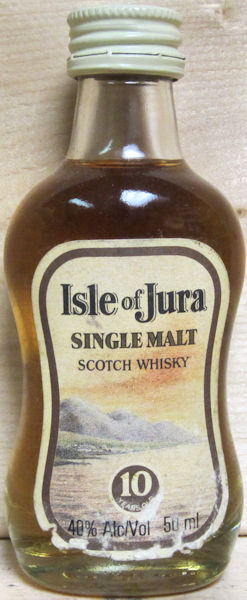 Isle of Jura
SINGLE MALT
SCOTCH WHISKY
10
YEARS OLD
40% Alc/Vol 50 ml